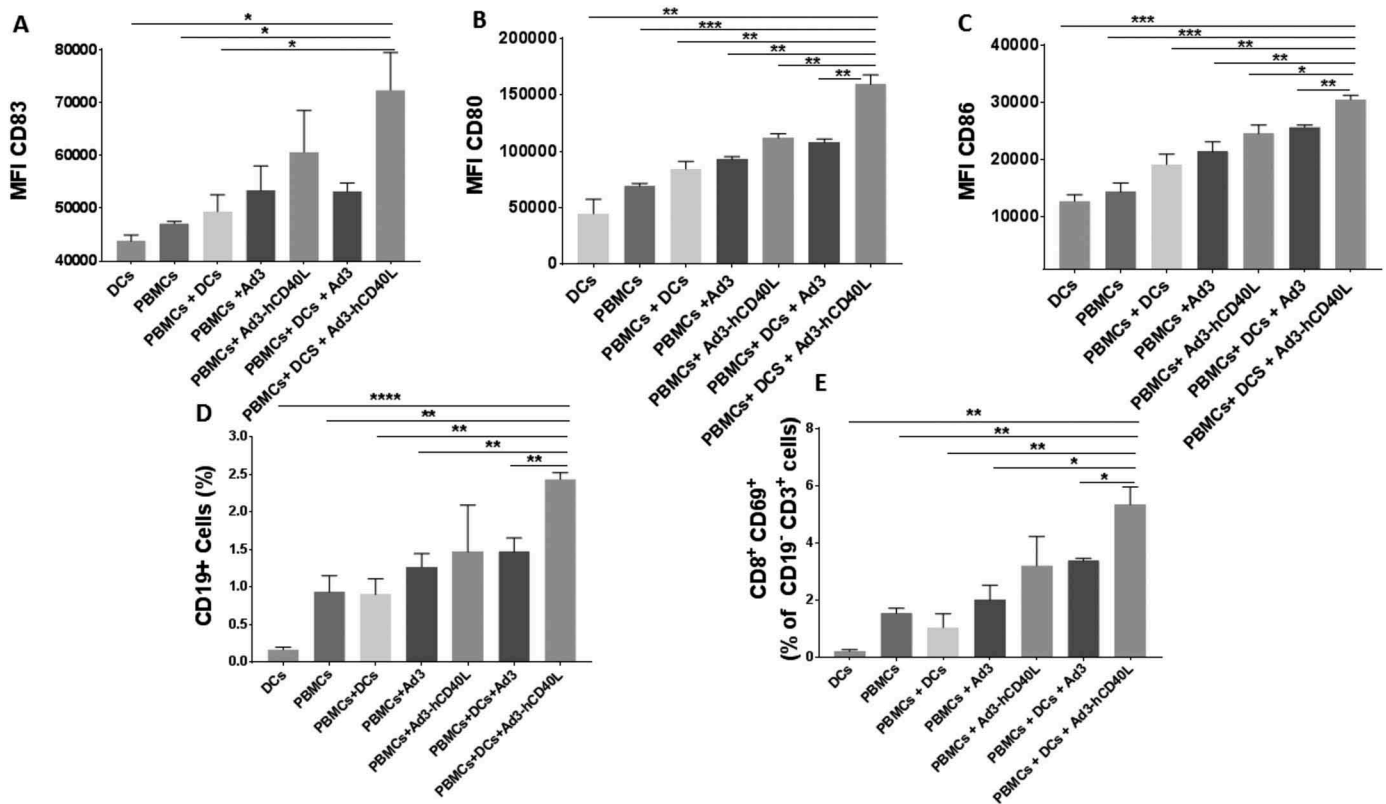 A
*
*
*
MFI CD83
80000
70000
60000
50000
40000
DCs
PBMCs
PBMCs + DCs
PBMCs +Ad3
PBMCs+ Ad3-hCD40L
PBMCs+ DCs + Ad3
PBMCs+ DCS + Ad3-hCD40L
B
**
***
**
**
**
**
MFI CD80
200000
150000
100000
50000
0
DCs
PBMCs
PBMCs + DCs
PBMCs +Ad3
PBMCs+ Ad3-hCD40L
PBMCs+ DCs + Ad3
PBMCs+ DCS + Ad3-hCD40L
C
***
***
**
**
*
**
MFI CD86
40000
30000
20000
10000
DCs
PBMCs
PBMCs + DCs
PBMCs +Ad3
PBMCs+ Ad3-hCD40L
PBMCs+ DCs + Ad3
PBMCs+ DCS + Ad3-hCD40L
D
****
**
**
**
**
CD19+ Cells (%)
3.0
2.5
2.0
1.5
1.0
0.5
0.0
DCs
PBMCs
PBMCs+DCs
PBMCs+Ad3
PBMCs+Ad3-hCD40L
PBMCs+DCs+Ad3
PBMCs+DCs+Ad3-hCD40L
E
**
**
**
*
*
CD8⁺ CD69⁺
(% of CD19⁻ CD3⁺ cells)
8
6
4
2
0
DCs
PBMCs
PBMCs + DCs
PBMCs + Ad3
PBMCs + Ad3-hCD40L
PBMCs + DCs + Ad3
PBMCs + DCs + Ad3-hCD40L